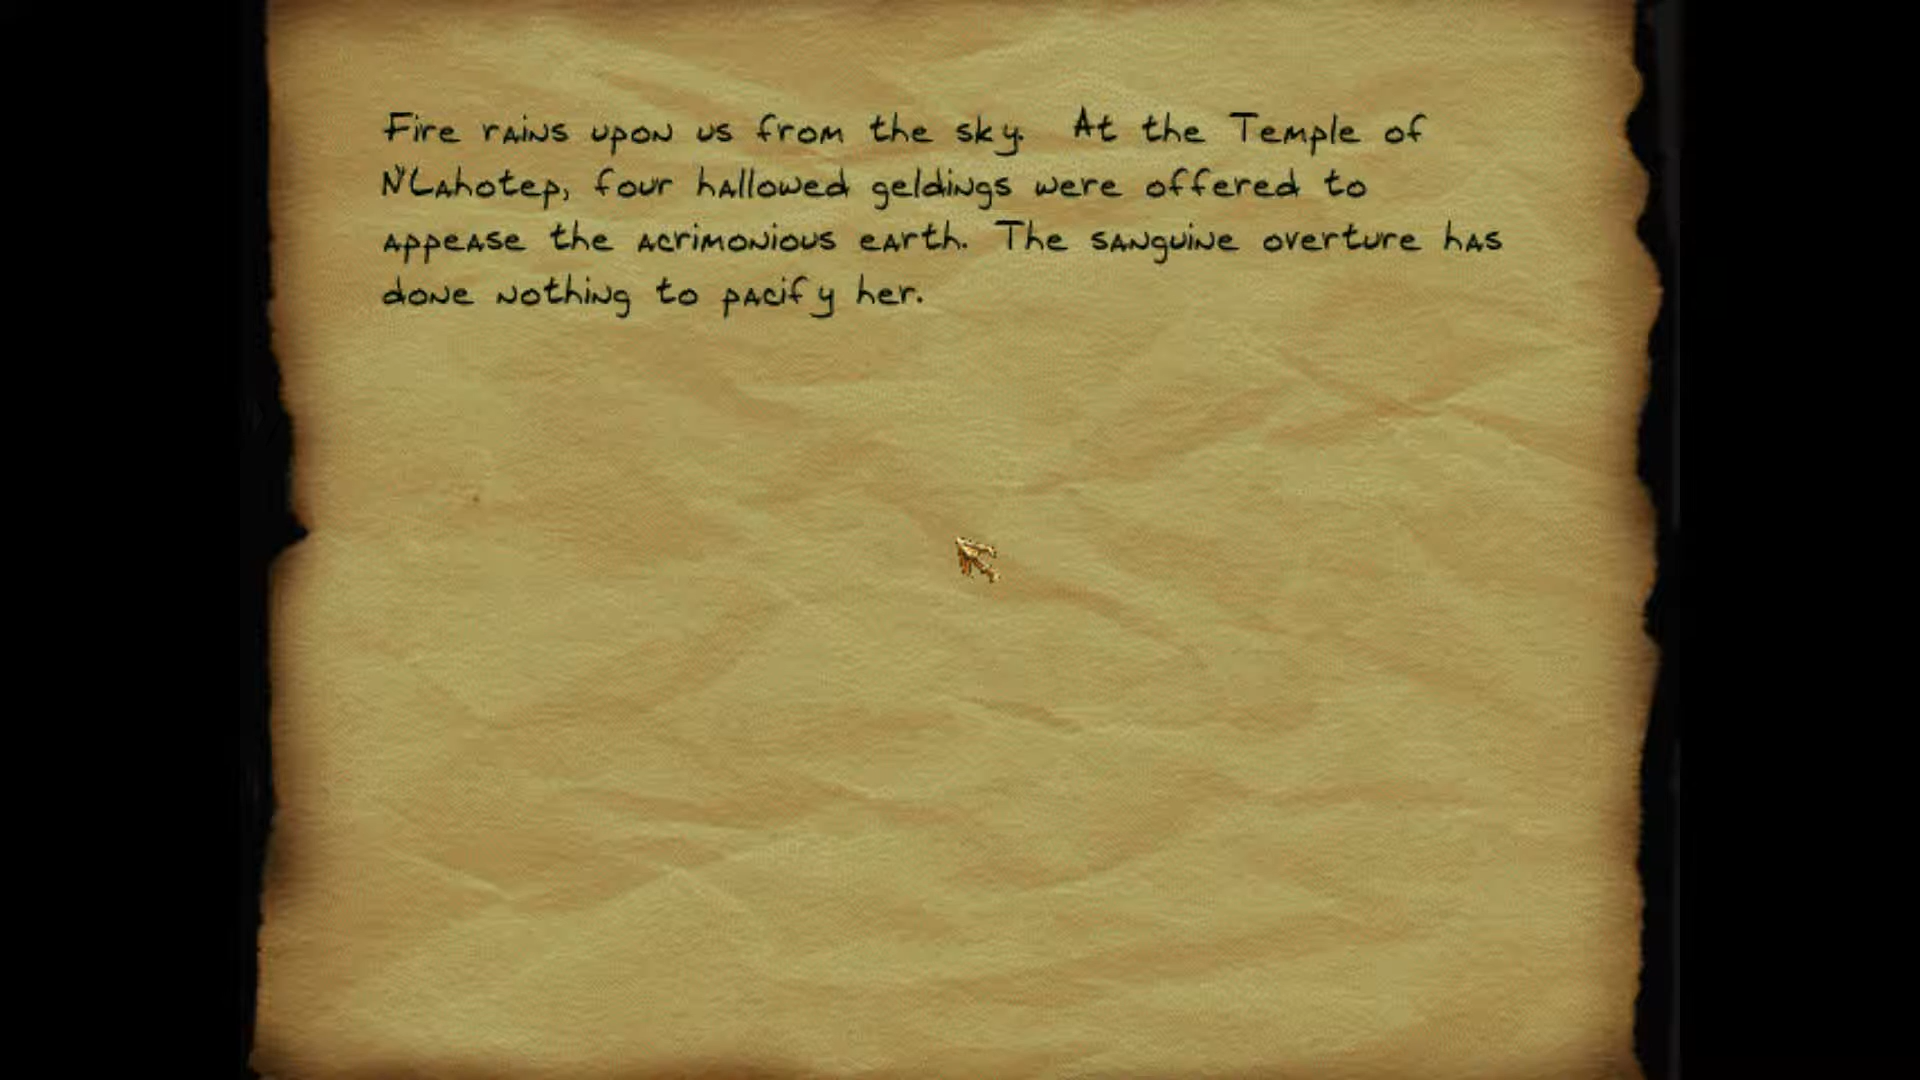 Fire rains upon us from the sky. At the Temple of
N'Lahotep, four hallowed geldings were offered to
appease the acrimonious earth. The sanguine overture has
done nothing to pacify her.